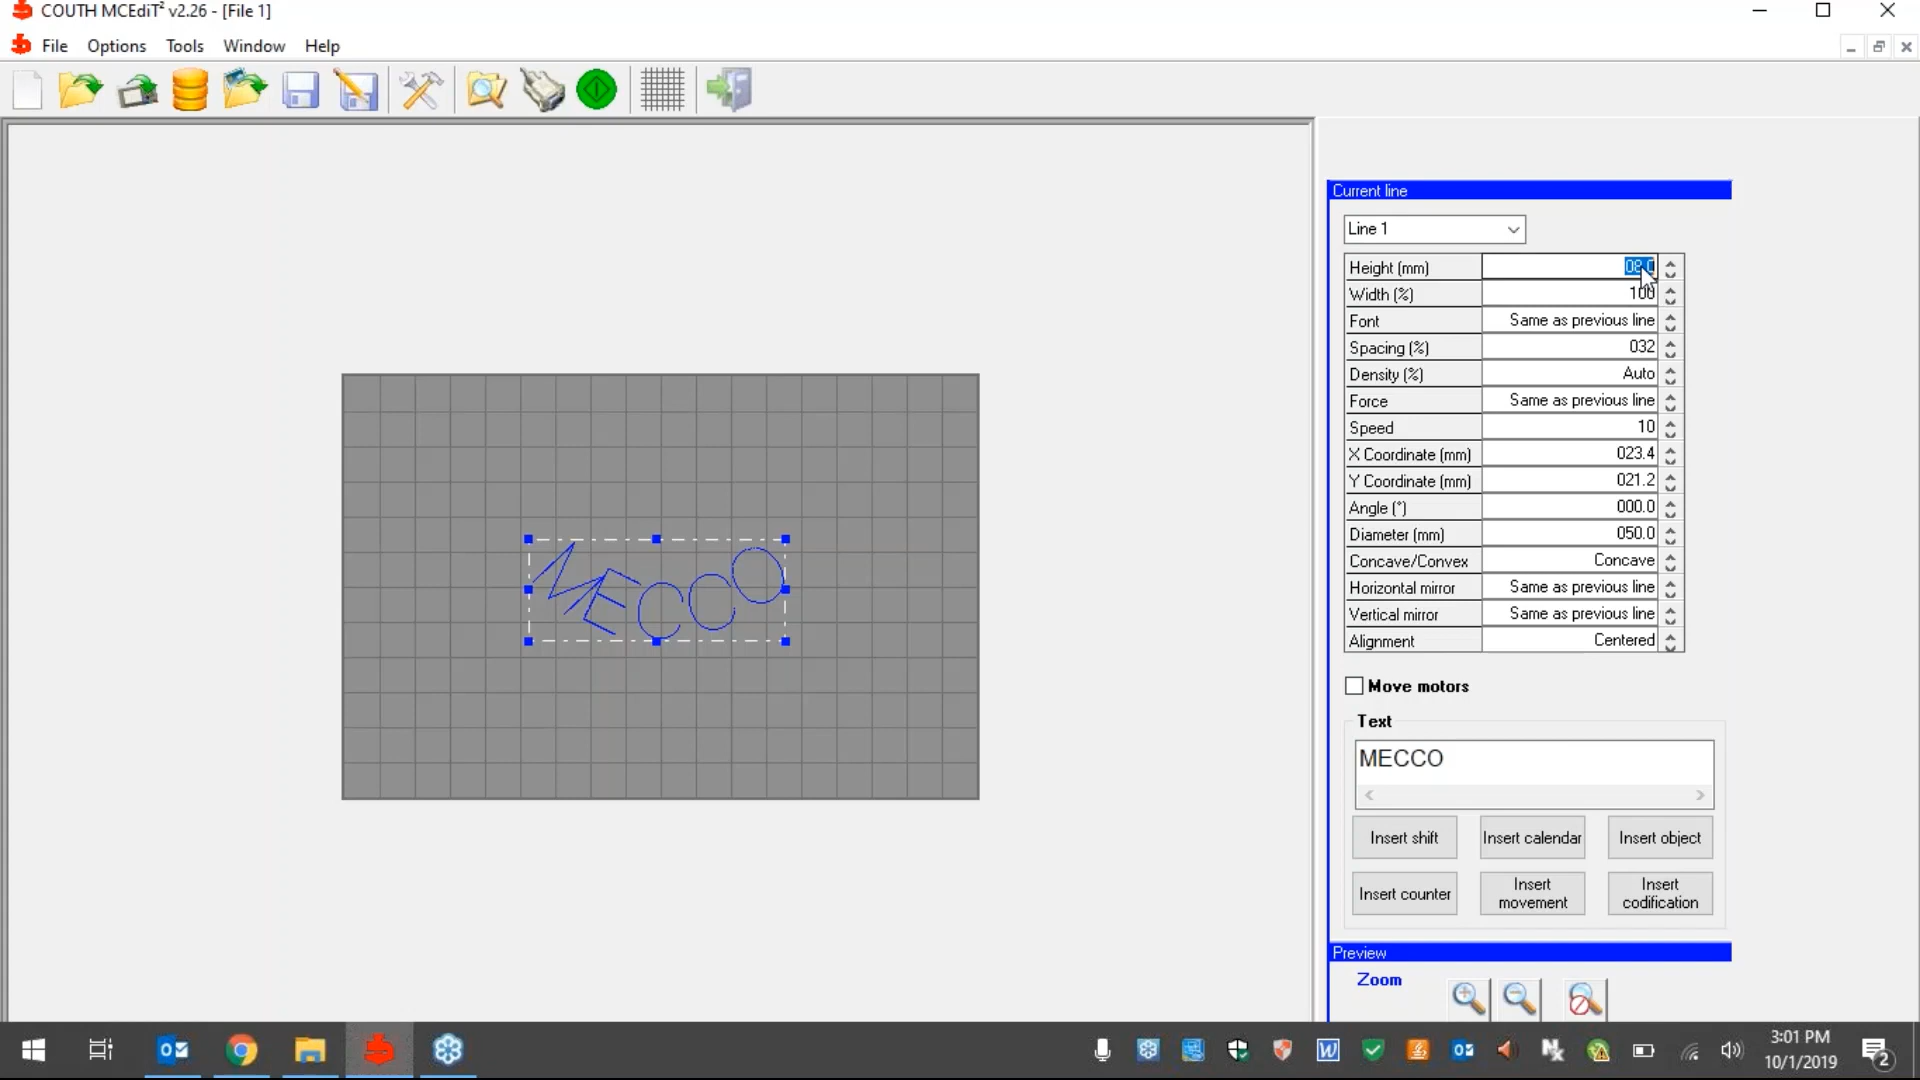 COUTH MCEdiT² v2.26 - [File 1]
File Options Tools Window Help
Current line
Line 1
Height (mm) 08.0
Width (%) 100
Font Same as previous line
Spacing (%) 032
Density (%) Auto
Force Same as previous line
Speed 10
X Coordinate (mm) 023.4
Y Coordinate (mm) 021.2
Angle (°) 000.0
Diameter (mm) 050.0
Concave/Convex Concave
Horizontal mirror Same as previous line
Vertical mirror Same as previous line
Alignment Centered
MECCO
Move motors
Text
MECCO
Insert shift
Insert calendar
Insert object
Insert counter
Insert
movement
Insert
codification
Preview
Zoom
3:01 PM
10/1/2019
2